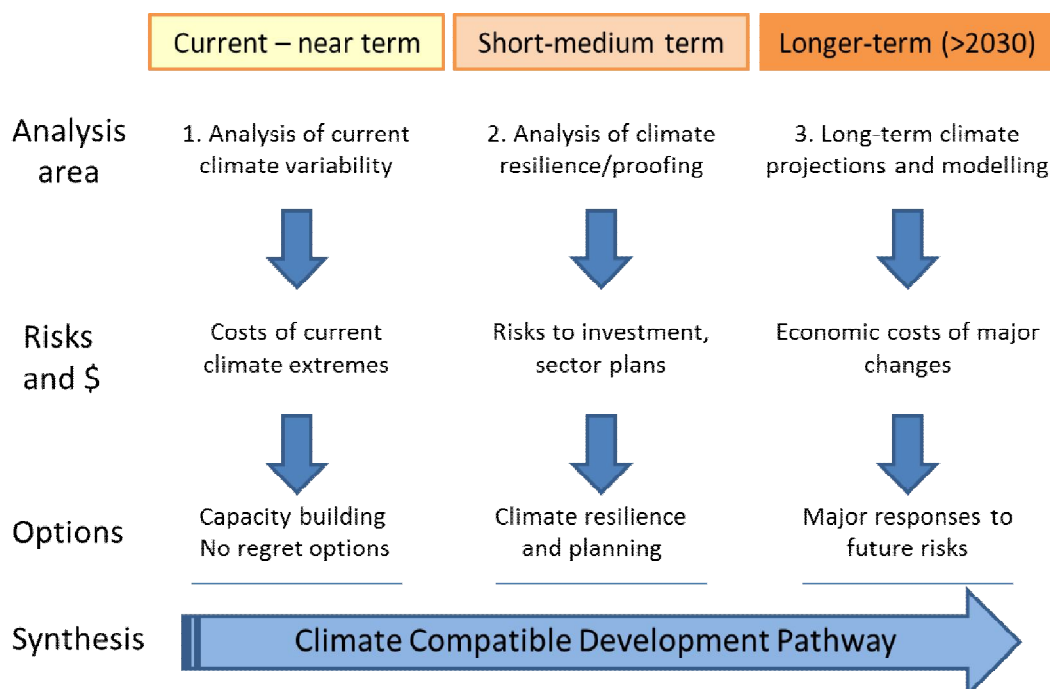 Current – near term
Short-medium term
Longer-term (>2030)
Analysis
area
1. Analysis of current
climate variability
2. Analysis of climate
resilience/proofing
3. Long-term climate
projections and modelling
Risks
and $
Costs of current
climate extremes
Risks to investment,
sector plans
Economic costs of major
changes
Options
Capacity building
No regret options
Climate resilience
and planning
Major responses to
future risks
Synthesis
Climate Compatible Development Pathway